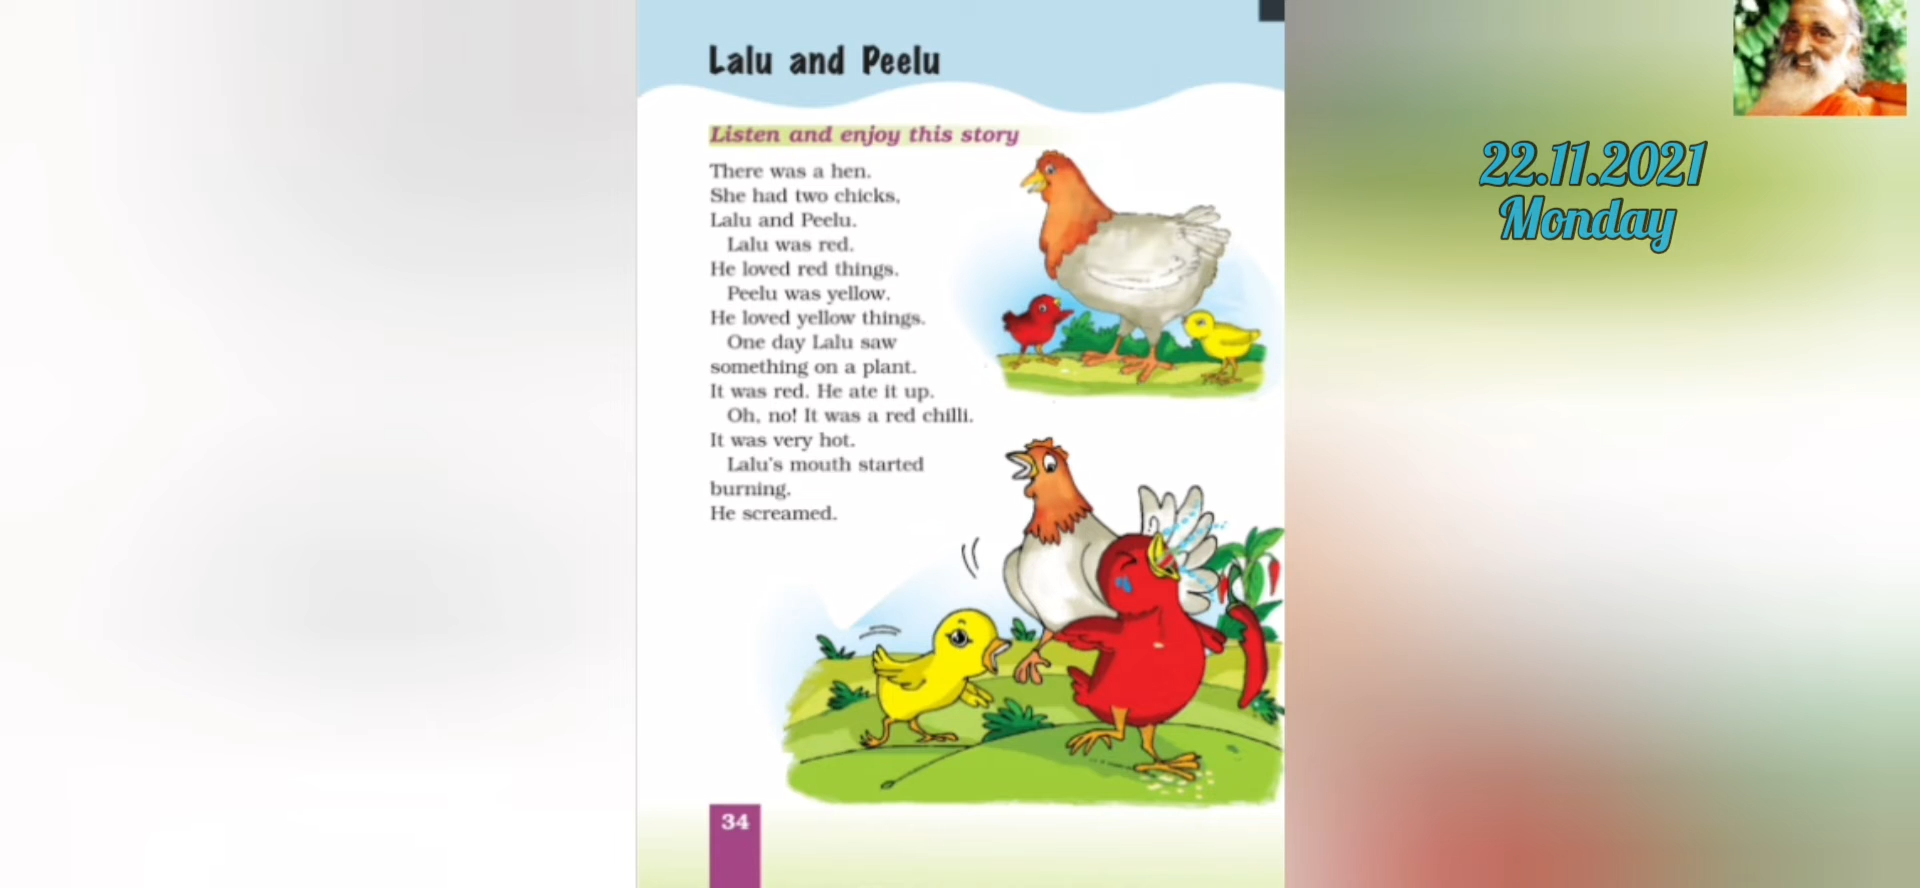 Lalu and Peelu
Listen and enjoy this story
There was a hen.
She had two chicks,
Lalu and Peelu.
Lalu was red.
He loved red things.
Peelu was yellow.
He loved yellow things.
One day Lalu saw
something on a plant.
It was red. He ate it up.
Oh, no! It was a red chilli.
It was very hot.
Lalu's mouth started
burning.
He screamed.
34
22.11.2021
Monday